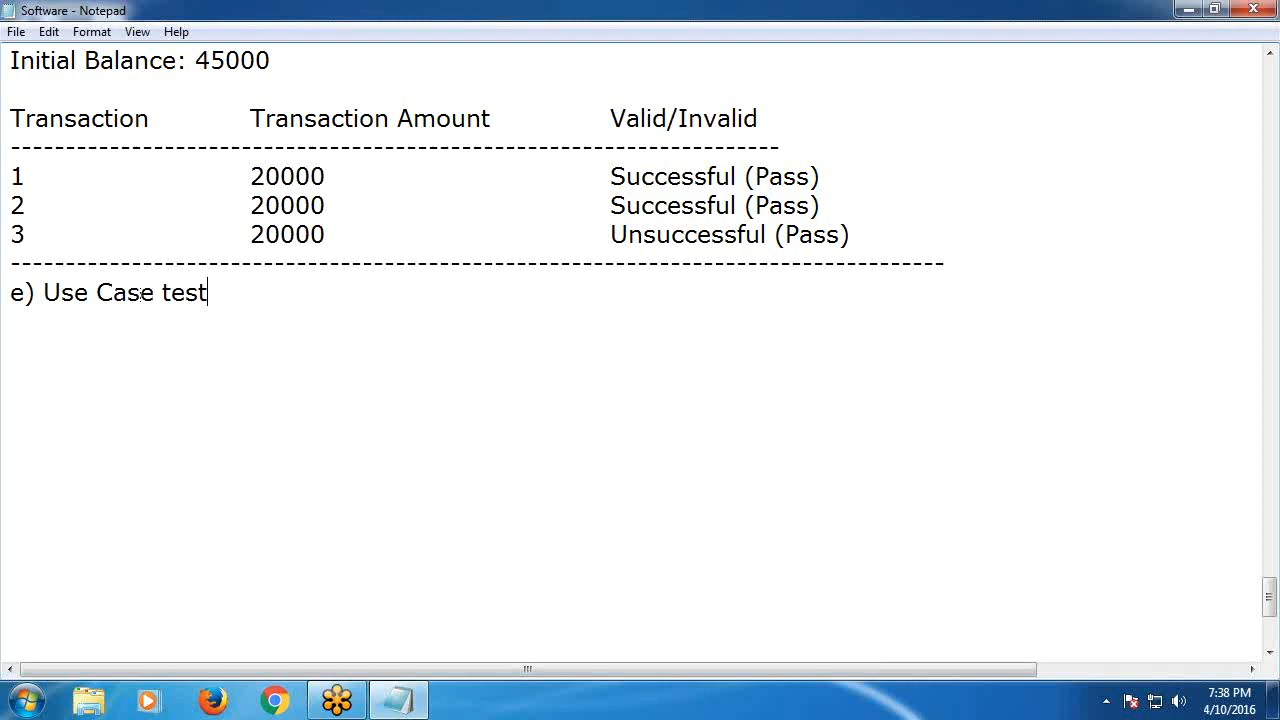 Software - Notepad
File Edit Format View Help
Initial Balance: 45000
Transaction Transaction Amount Valid/Invalid
---------------------------------------------------------------------
1 20000 Successful (Pass)
2 20000 Successful (Pass)
3 20000 Unsuccessful (Pass)
------------------------------------------------------------------------------------
e) Use Case test
7:38 PM
4/10/2016